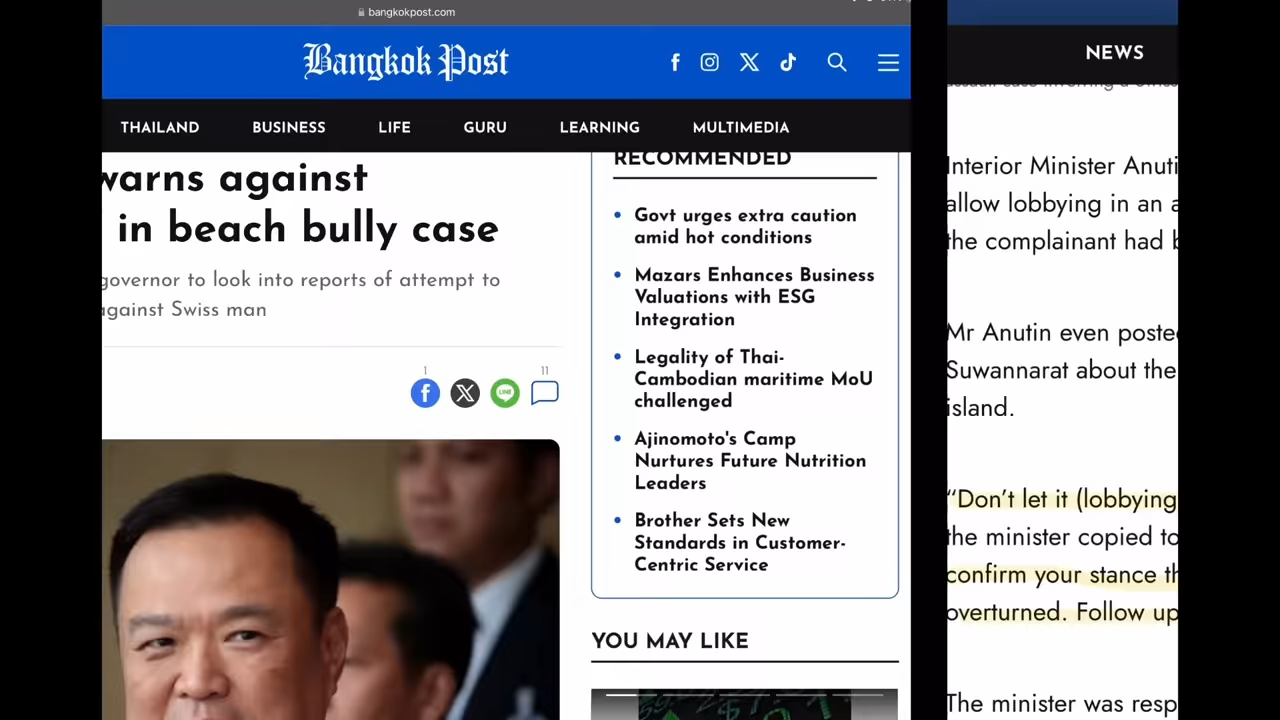 bangkokpost.com
Bangkok Post
THAILAND BUSINESS LIFE GURU LEARNING MULTIMEDIA
warns against
in beach bully case
governor to look into reports of attempt to
against Swiss man
1 11
LINE
RECOMMENDED
Govt urges extra caution
amid hot conditions
Mazars Enhances Business
Valuations with ESG
Integration
Legality of Thai-
Cambodian maritime MoU
challenged
Ajinomoto's Camp
Nurtures Future Nutrition
Leaders
Brother Sets New
Standards in Customer-
Centric Service
YOU MAY LIKE
NEWS
Interior Minister Anuti
allow lobbying in an a
the complainant had b
Mr Anutin even poste
Suwannarat about the
island.
“Don’t let it (lobbying
the minister copied to
confirm your stance th
overturned. Follow up
The minister was resp